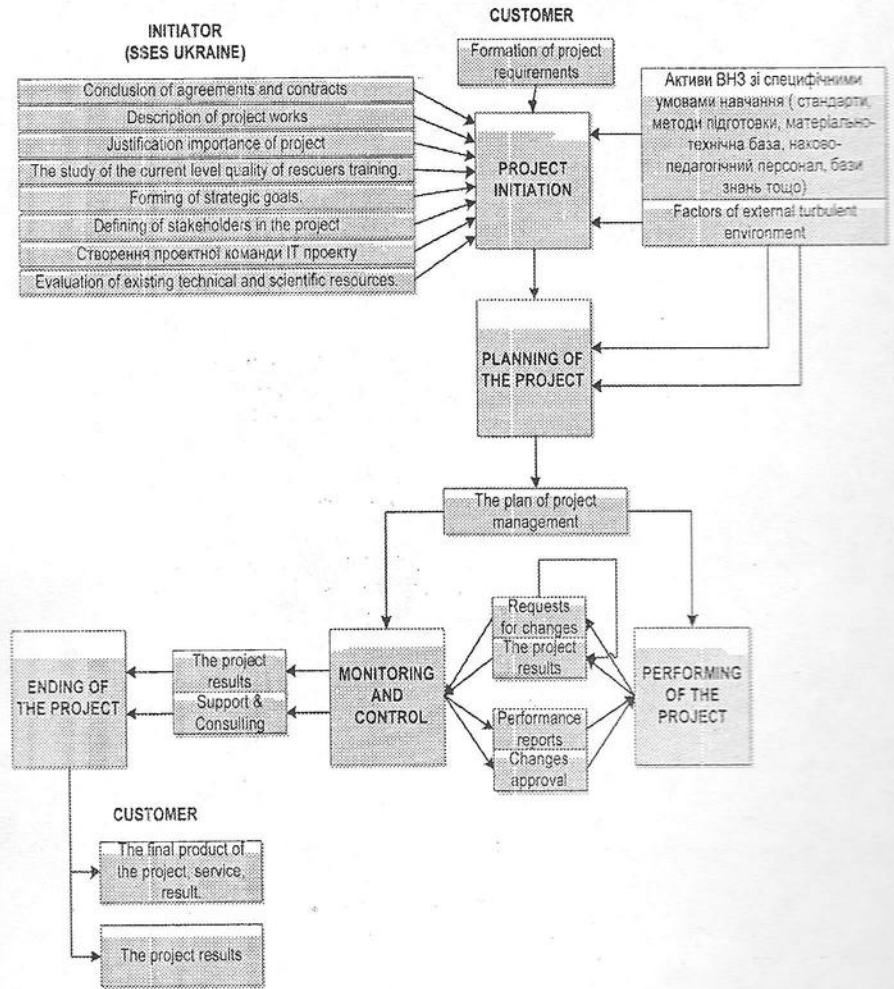 INITIATOR
(SSES UKRAINE)
CUSTOMER
Formation of project
requirements
Conclusion of agreements and contracts
Description of project works
Justification importance of project
The study of the current level quality of rescuers training.
Forming of strategic goals.
Defining of stakeholders in the project
Створення проектної команди ІТ проекту
Evaluation of existing technical and scientific resources.
PROJECT
INITIATION
Активи ВНЗ зі специфічними
умовами навчання ( стандарти,
методи підготовки, матеріально-
технічна база, наково-
педагогічний персонал, бази
знань тощо)
Factors of external turbulent
environment
PLANNING OF
THE PROJECT
The plan of project
management
Requests
for changes
The project
results
ENDING OF
THE PROJECT
The project
results
Support &
Consulting
MONITORING
AND
CONTROL
Performance
reports
Changes
approval
PERFORMING
OF THE
PROJECT
CUSTOMER
The final product of
the project, service,
result.
The project results